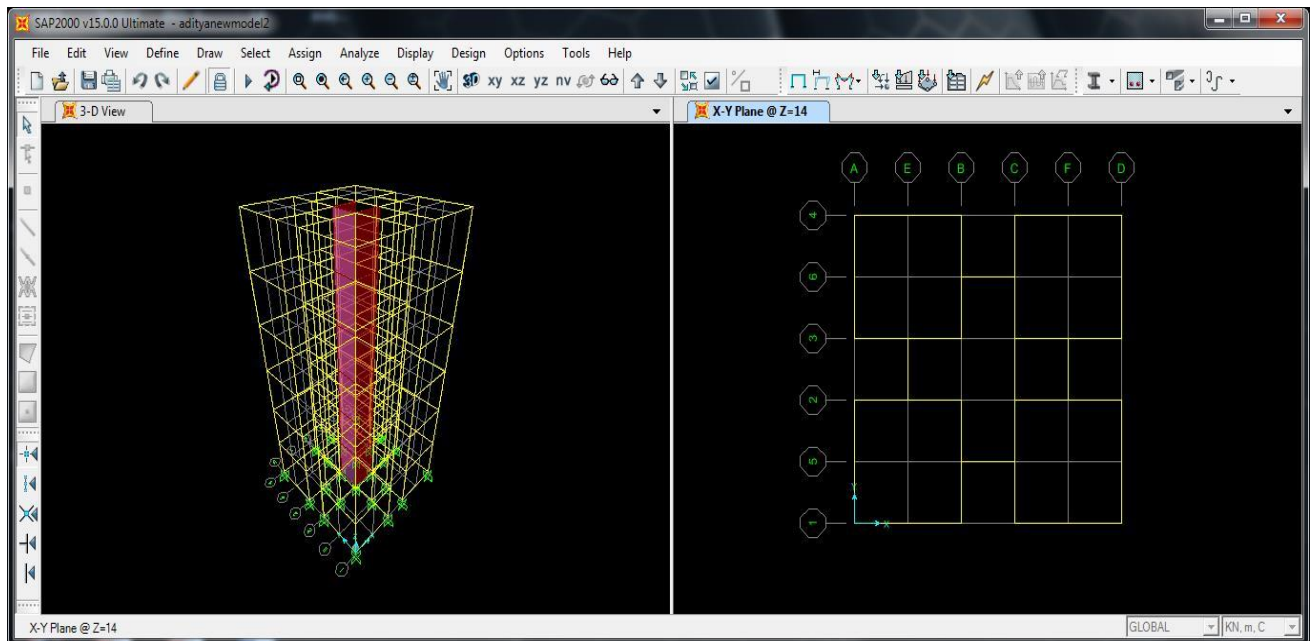 SAP2000 v15.0.0 Ultimate - adityanewmodel2
File Edit View Define Draw Select Assign Analyze Display Design Options Tools Help
xy xz yz nv
3-D View
X-Y Plane @ Z=14
A E B C F D
4
6
3
2
5
Y
1
X
X-Y Plane @ Z=14
GLOBAL KN, m, C